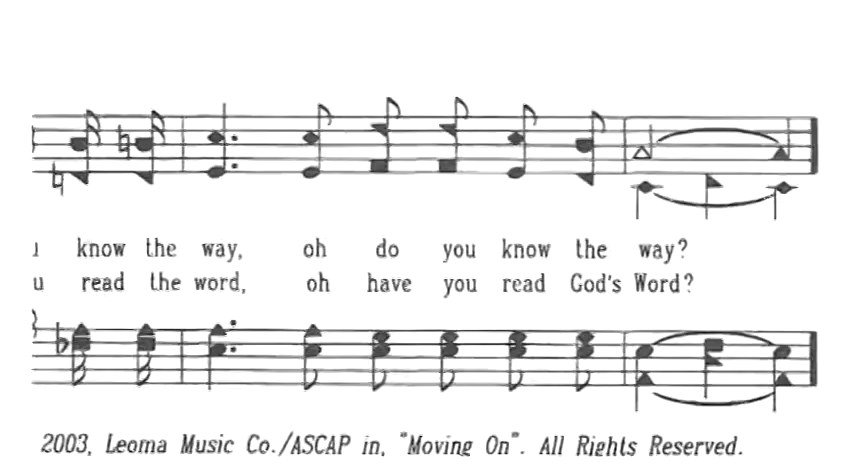 know the way, oh do you know the way?
u read the word, oh have you read God's Word?
2003, Leoma Music Co./ASCAP in, "Moving On". All Rights Reserved.